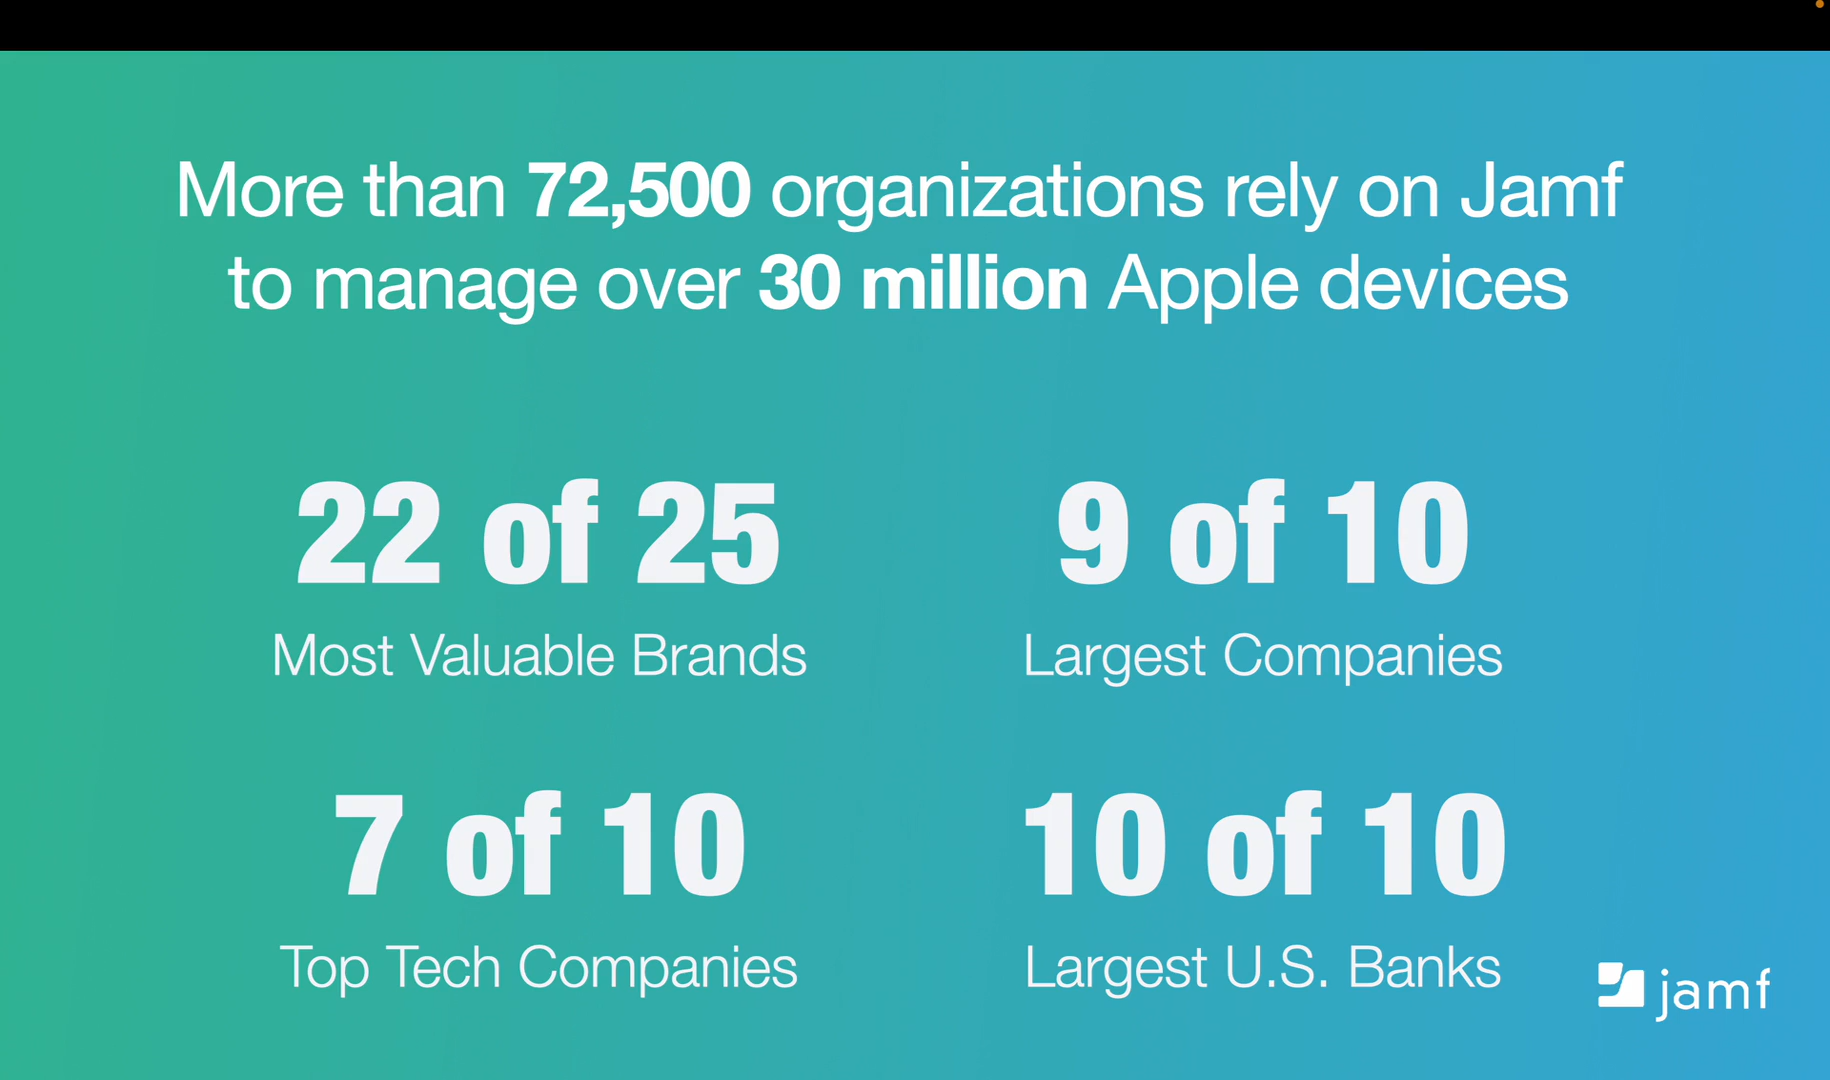 More than 72,500 organizations rely on Jamf
to manage over 30 million Apple devices
22 of 25
Most Valuable Brands
9 of 10
Largest Companies
7 of 10
Top Tech Companies
10 of 10
Largest U.S. Banks
jamf